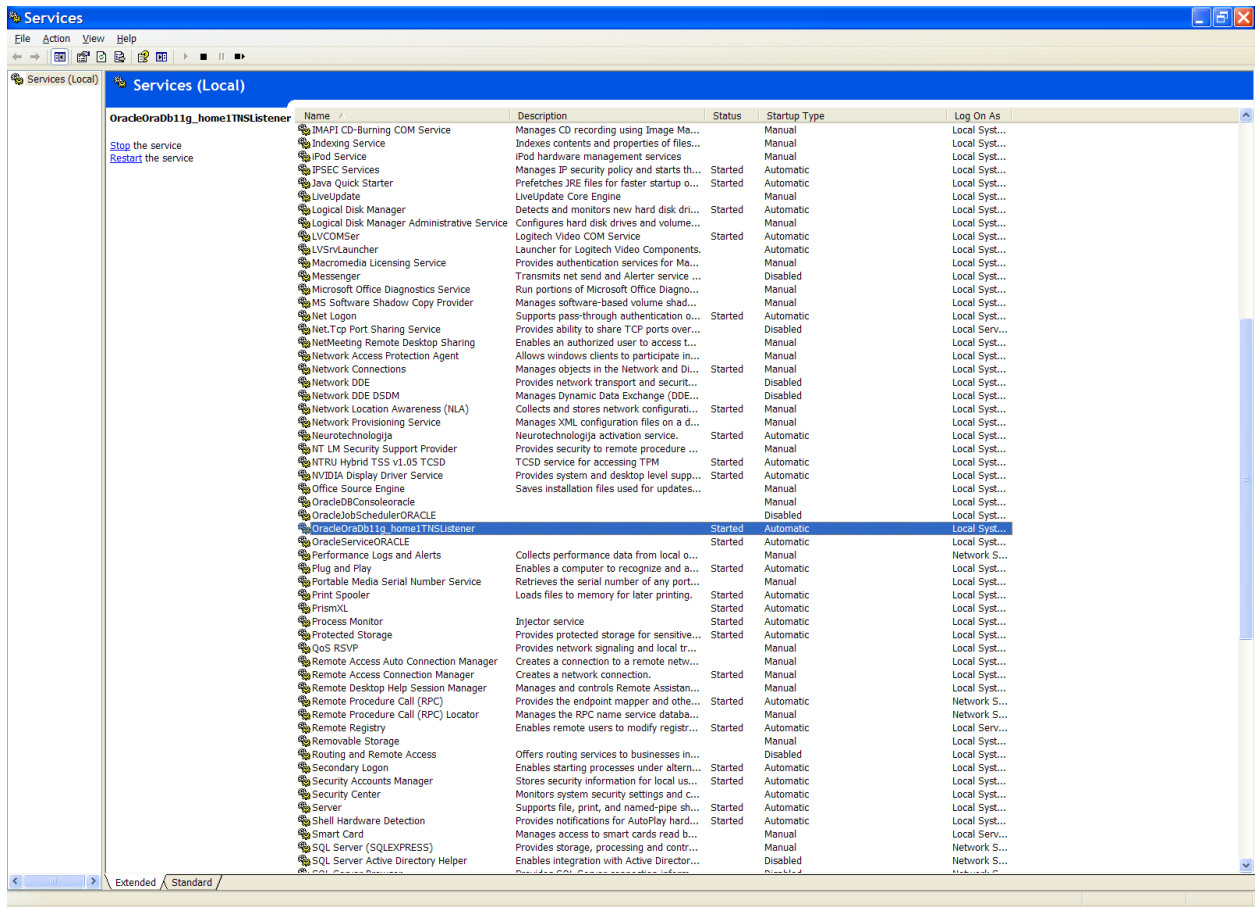 Services
File Action View Help
Services (Local)
Services (Local)
OracleOraDb11g_home1TNSListener
Stop the service
Restart the service
Name Description Status Startup Type Log On As
IMAPI CD-Burning COM Service Manages CD recording using Image Ma... Manual Local Syst...
Indexing Service Indexes contents and properties of files... Manual Local Syst...
iPod Service iPod hardware management services Manual Local Syst...
IPSEC Services Manages IP security policy and starts th... Started Automatic Local Syst...
Java Quick Starter Prefetches JRE files for faster startup o... Started Automatic Local Syst...
LiveUpdate LiveUpdate Core Engine Manual Local Syst...
Logical Disk Manager Detects and monitors new hard disk dri... Started Automatic Local Syst...
Logical Disk Manager Administrative Service Configures hard disk drives and volume... Manual Local Syst...
LVCOMSer Logitech Video COM Service Started Automatic Local Syst...
LVSrvLauncher Launcher for Logitech Video Components. Automatic Local Syst...
Macromedia Licensing Service Provides authentication services for Ma... Manual Local Syst...
Messenger Transmits net send and Alerter service ... Disabled Local Syst...
Microsoft Office Diagnostics Service Run portions of Microsoft Office Diagno... Manual Local Syst...
MS Software Shadow Copy Provider Manages software-based volume shad... Manual Local Syst...
Net Logon Supports pass-through authentication o... Started Automatic Local Syst...
Net.Tcp Port Sharing Service Provides ability to share TCP ports over... Disabled Local Serv...
NetMeeting Remote Desktop Sharing Enables an authorized user to access t... Manual Local Syst...
Network Access Protection Agent Allows windows clients to participate in... Manual Local Syst...
Network Connections Manages objects in the Network and Di... Started Manual Local Syst...
Network DDE Provides network transport and securit... Disabled Local Syst...
Network DDE DSDM Manages Dynamic Data Exchange (DDE... Disabled Local Syst...
Network Location Awareness (NLA) Collects and stores network configurati... Started Manual Local Syst...
Network Provisioning Service Manages XML configuration files on a d... Manual Local Syst...
Neurotechnologija Neurotechnologija activation service. Started Automatic Local Syst...
NT LM Security Support Provider Provides security to remote procedure ... Manual Local Syst...
NTRU Hybrid TSS v1.05 TCSD TCSD service for accessing TPM Started Automatic Local Syst...
NVIDIA Display Driver Service Provides system and desktop level supp... Started Automatic Local Syst...
Office Source Engine Saves installation files used for updates... Manual Local Syst...
OracleDBConsoleoracle Manual Local Syst...
OracleJobSchedulerORACLE Disabled Local Syst...
OracleOraDb11g_home1TNSListener Started Automatic Local Syst...
OracleServiceORACLE Started Automatic Local Syst...
Performance Logs and Alerts Collects performance data from local o... Manual Network S...
Plug and Play Enables a computer to recognize and a... Started Automatic Local Syst...
Portable Media Serial Number Service Retrieves the serial number of any port... Manual Local Syst...
Print Spooler Loads files to memory for later printing. Started Automatic Local Syst...
PrismXL Started Automatic Local Syst...
Process Monitor Injector service Started Automatic Local Syst...
Protected Storage Provides protected storage for sensitive... Started Automatic Local Syst...
QoS RSVP Provides network signaling and local tr... Manual Local Syst...
Remote Access Auto Connection Manager Creates a connection to a remote netw... Manual Local Syst...
Remote Access Connection Manager Creates a network connection. Started Manual Local Syst...
Remote Desktop Help Session Manager Manages and controls Remote Assistan... Manual Local Syst...
Remote Procedure Call (RPC) Provides the endpoint mapper and othe... Started Automatic Network S...
Remote Procedure Call (RPC) Locator Manages the RPC name service databa... Manual Network S...
Remote Registry Enables remote users to modify registr... Started Automatic Local Serv...
Removable Storage Manual Local Syst...
Routing and Remote Access Offers routing services to businesses in... Disabled Local Syst...
Secondary Logon Enables starting processes under altern... Started Automatic Local Syst...
Security Accounts Manager Stores security information for local us... Started Automatic Local Syst...
Security Center Monitors system security settings and c... Automatic Local Syst...
Server Supports file, print, and named-pipe sh... Started Automatic Local Syst...
Shell Hardware Detection Provides notifications for AutoPlay hard... Started Automatic Local Syst...
Smart Card Manages access to smart cards read b... Manual Local Serv...
SQL Server (SQLEXPRESS) Provides storage, processing and contr... Manual Network S...
SQL Server Active Directory Helper Enables integration with Active Director... Disabled Network S...
Extended Standard